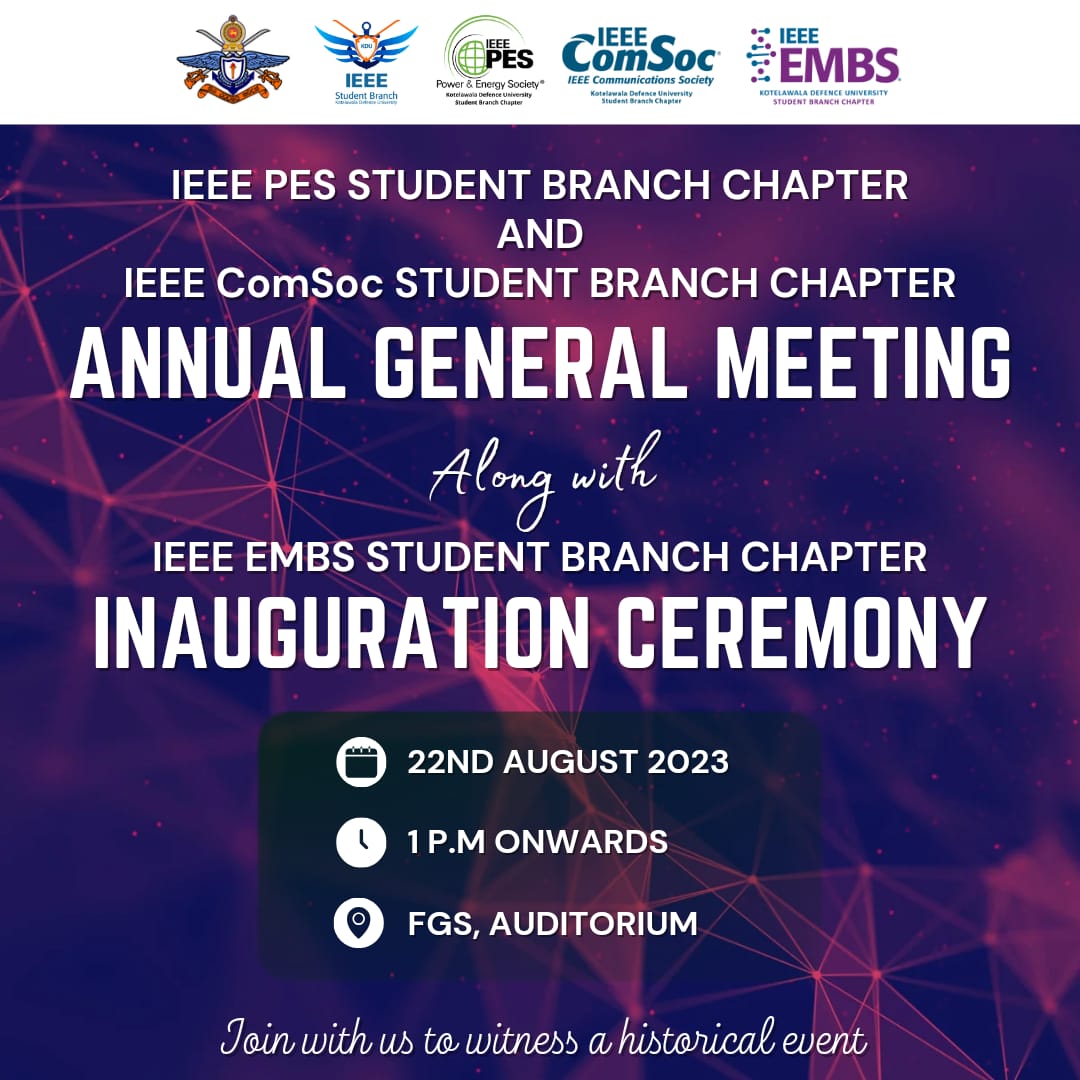 KDU
IEEE
Student Branch
Kotelawala Defence University
IEEE
PES
Power & Energy Society®
Kotelawala Defence University
Student Branch Chapter
IEEE
ComSoc®
IEEE Communications Society
Kotelawala Defence University
Student Branch Chapter
IEEE
EMBS®
KOTELAWALA DEFENCE UNIVERSITY
STUDENT BRANCH CHAPTER
IEEE PES STUDENT BRANCH CHAPTER
AND
IEEE ComSoc STUDENT BRANCH CHAPTER
ANNUAL GENERAL MEETING
Along with
IEEE EMBS STUDENT BRANCH CHAPTER
INAUGURATION CEREMONY
22ND AUGUST 2023
1 P.M ONWARDS
FGS, AUDITORIUM
Join with us to witness a historical event